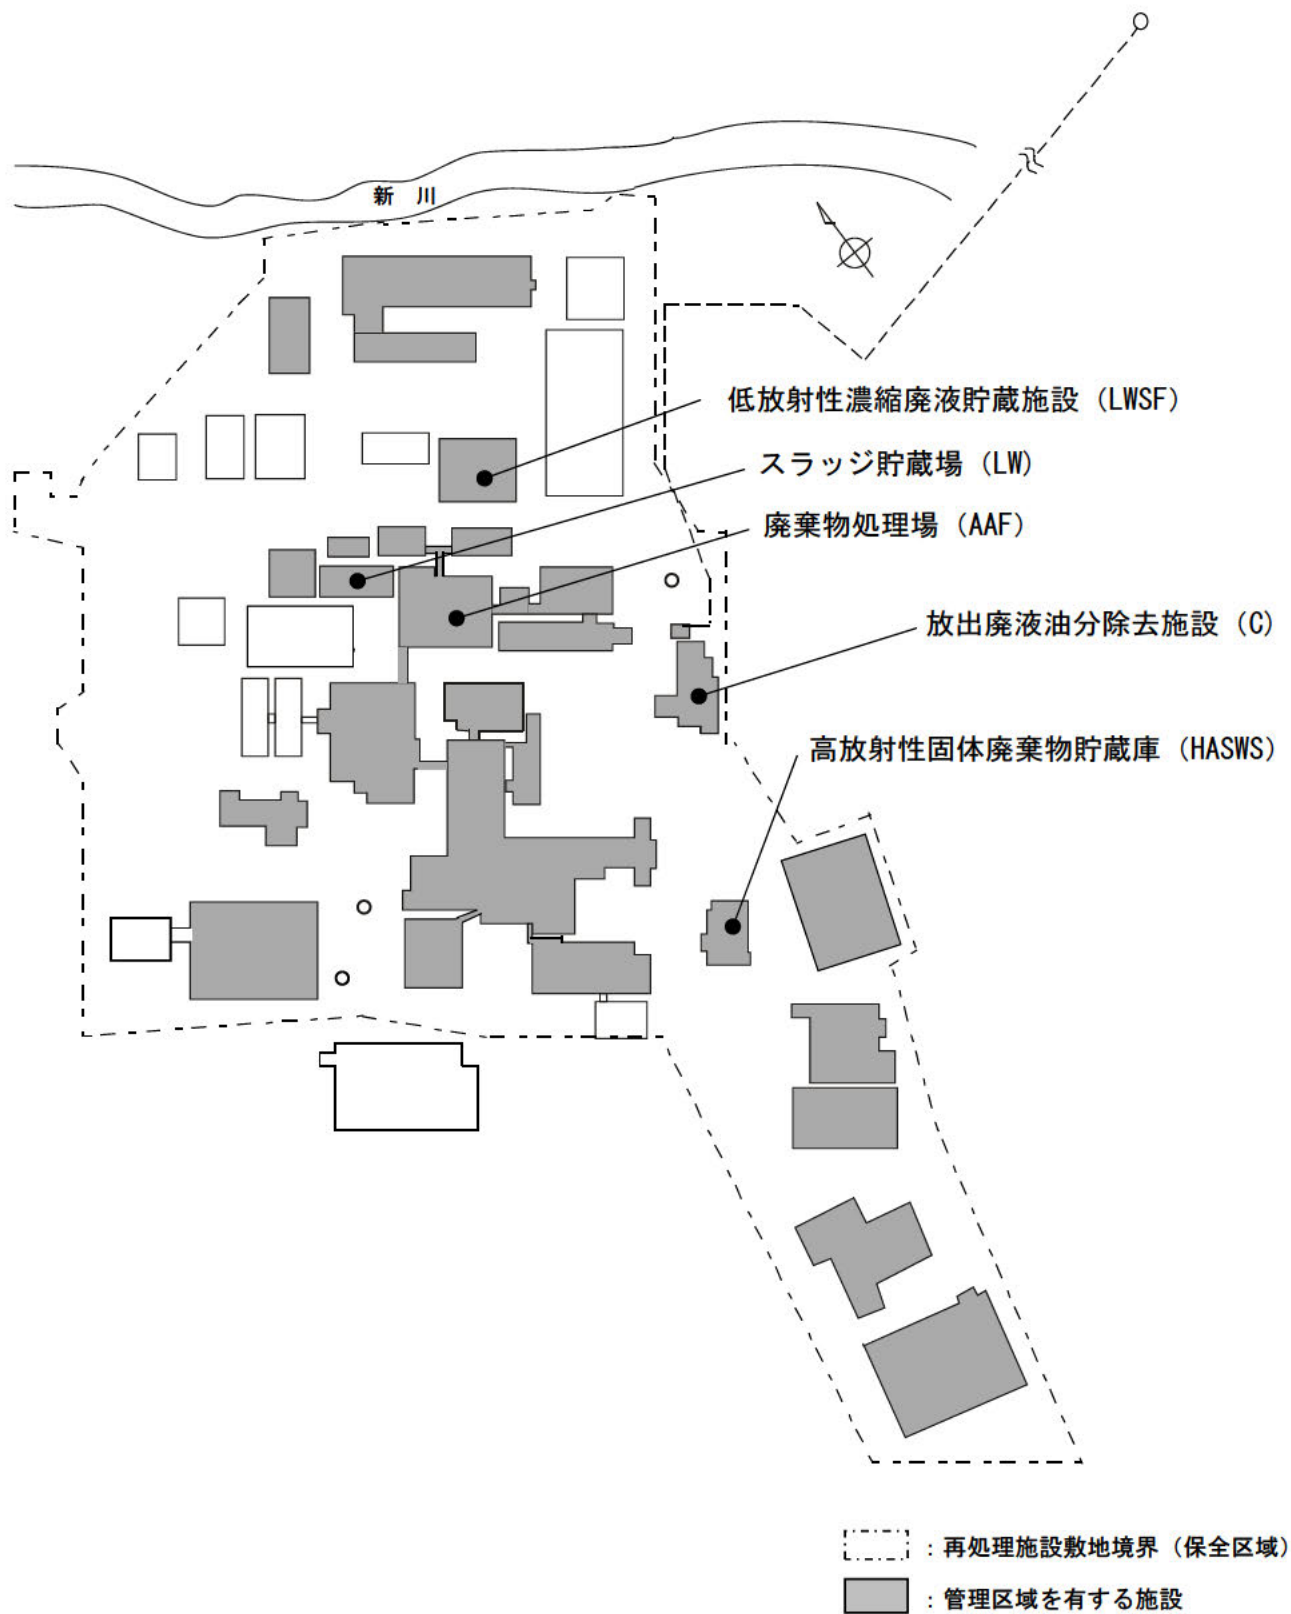 新 川
低放射性濃縮廃液貯蔵施設（LWSF）
スラッジ貯蔵場（LW）
廃棄物処理場（AAF）
放出廃液油分除去施設（C）
高放射性固体廃棄物貯蔵庫（HASWS）
：再処理施設敷地境界（保全区域）
：管理区域を有する施設